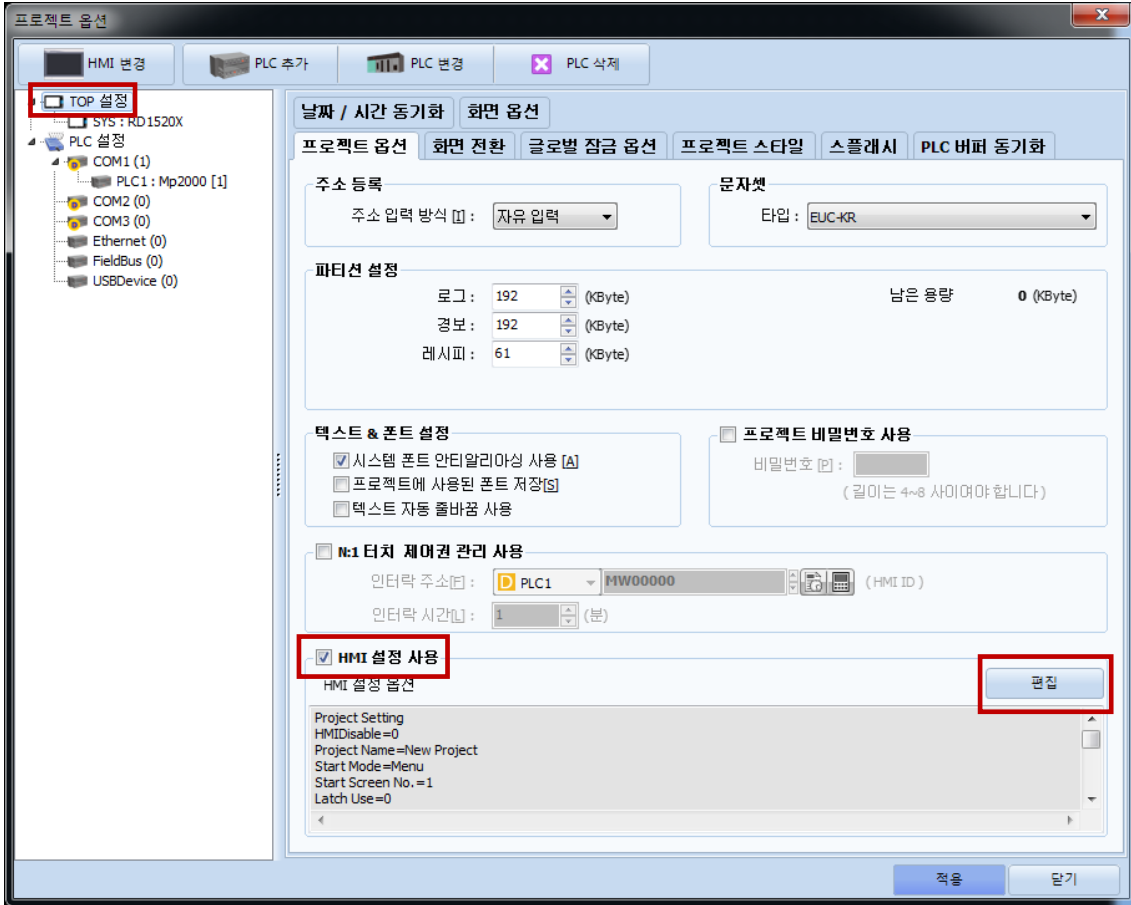 프로젝트 옵션
HMI 변경
PLC 추가
PLC 변경
PLC 삭제
TOP 설정
SYS : RD1520X
PLC 설정
COM1 (1)
PLC1 : Mp2000 [1]
COM2 (0)
COM3 (0)
Ethernet (0)
FieldBus (0)
USBDevice (0)
날짜 / 시간 동기화 화면 옵션
프로젝트 옵션 화면 전환 글로벌 잠금 옵션 프로젝트 스타일 스플래시 PLC 버퍼 동기화
주소 등록
주소 입력 방식 [I] : 자유 입력
문자셋
타입 : EUC-KR
파티션 설정
로그 : 192 (KByte) 남은 용량 0 (KByte)
경보 : 192 (KByte)
레시피 : 61 (KByte)
텍스트 & 폰트 설정
시스템 폰트 안티알리아싱 사용 [A]
프로젝트에 사용된 폰트 저장[S]
텍스트 자동 줄바꿈 사용
프로젝트 비밀번호 사용
비밀번호 [P] :
( 길이는 4~8 사이여야 합니다 )
N:1 터치 제어권 관리 사용
인터락 주소[F] : D PLC1 MW00000 ( HMI ID )
인터락 시간[L] : 1 (분)
HMI 설정 사용
HMI 설정 옵션 편집
Project Setting
HMIDisable=0
Project Name=New Project
Start Mode=Menu
Start Screen No.=1
Latch Use=0
적용 닫기